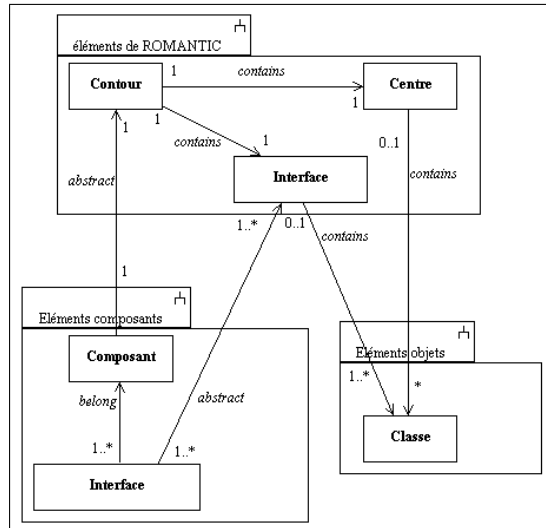 éléments de ROMANTIC
Contour
1
contains
1
Centre
1
1
contains
1
0..1
Interface
abstract
contains
1..*
0..1
contains
1
Eléments composants
Eléments objets
Composant
belong
abstract
1..*
*
1..*
1..*
Classe
Interface